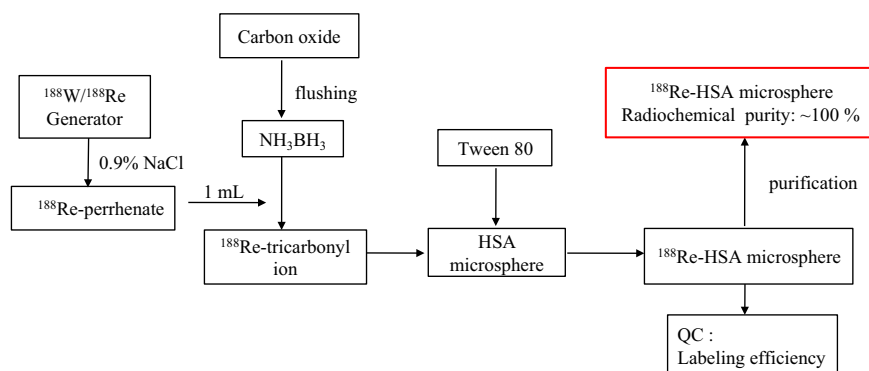 Carbon oxide
flushing
¹⁸⁸W/¹⁸⁸Re
Generator
¹⁸⁸Re-HSA microsphere
Radiochemical purity: ~100 %
NH₃BH₃
Tween 80
0.9% NaCl
1 mL
purification
¹⁸⁸Re-perrhenate
¹⁸⁸Re-tricarbonyl
ion
HSA
microsphere
¹⁸⁸Re-HSA microsphere
QC :
Labeling efficiency